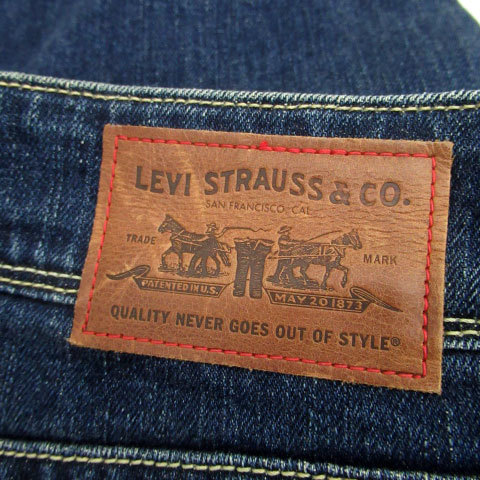 LEVI STRAUSS & CO.
SAN FRANCISCO, CAL
TRADE MARK
PATENTED IN U.S. MAY 20 1873
QUALITY NEVER GOES OUT OF STYLE®